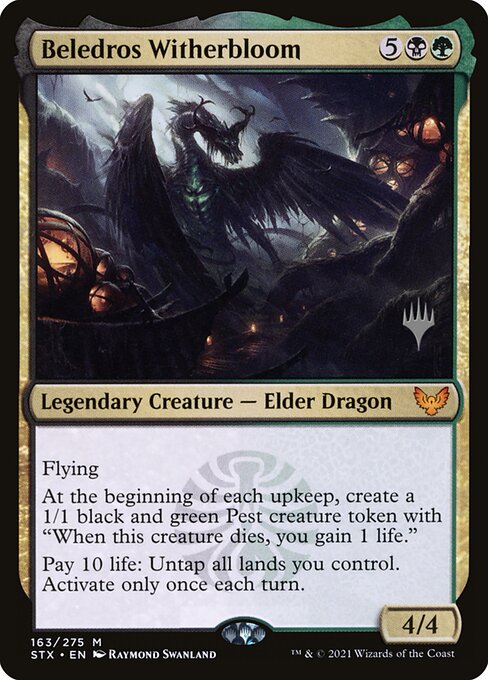 Beledros Witherbloom 5
Legendary Creature — Elder Dragon
Flying
At the beginning of each upkeep, create a
1/1 black and green Pest creature token with
“When this creature dies, you gain 1 life.”
Pay 10 life: Untap all lands you control.
Activate only once each turn.
4/4
163/275 M
STX • EN Raymond Swanland
™ & © 2021 Wizards of the Coast